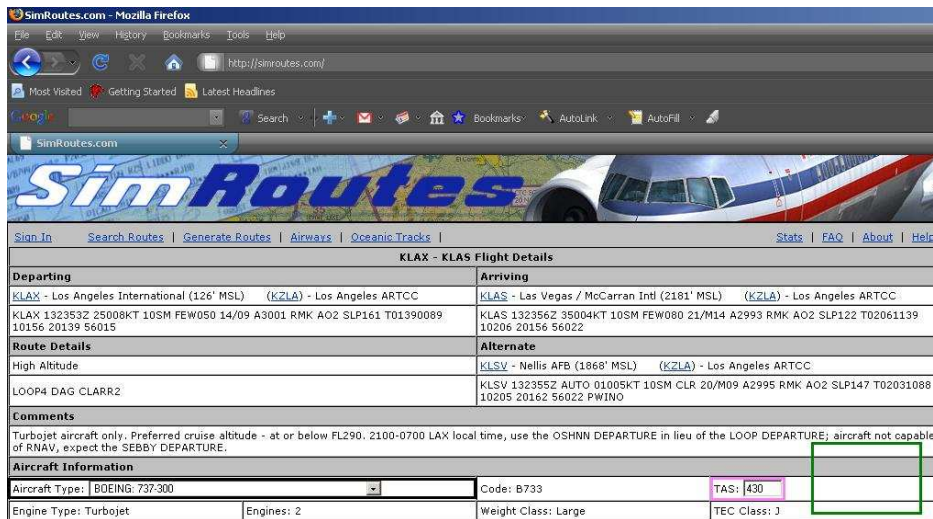 SimRoutes.com - Mozilla Firefox
File Edit View History Bookmarks Tools Help
http://simroutes.com/
Most Visited Getting Started Latest Headlines
Google Search Bookmarks AutoLink AutoFill
SimRoutes.com
SimRoutes
Sign In Search Routes | Generate Routes | Airways | Oceanic Tracks | Stats | FAQ | About | Help
KLAX - KLAS Flight Details
Departing Arriving
KLAX - Los Angeles International (126' MSL) (KZLA) - Los Angeles ARTCC KLAS - Las Vegas / McCarran Intl (2181' MSL) (KZLA) - Los Angeles ARTCC
KLAX 132353Z 25008KT 10SM FEW050 14/09 A3001 RMK AO2 SLP161 T01390089 KLAS 132356Z 35004KT 10SM FEW080 21/M14 A2993 RMK AO2 SLP122 T02061139
10156 20139 56015 10206 20156 56022
Route Details Alternate
High Altitude KLSV - Nellis AFB (1868' MSL) (KZLA) - Los Angeles ARTCC
LOOP4 DAG CLARR2 KLSV 132355Z AUTO 01005KT 10SM CLR 20/M09 A2995 RMK AO2 SLP147 T02031088
10205 20162 56022 PWINO
Comments
Turbojet aircraft only. Preferred cruise altitude - at or below FL290. 2100-0700 LAX local time, use the OSHNN DEPARTURE in lieu of the LOOP DEPARTURE; aircraft not capable
of RNAV, expect the SEBBY DEPARTURE.
Aircraft Information
Aircraft Type: BOEING: 737-300 Code: B733 TAS: 430
Engine Type: Turbojet Engines: 2 Weight Class: Large TEC Class: J